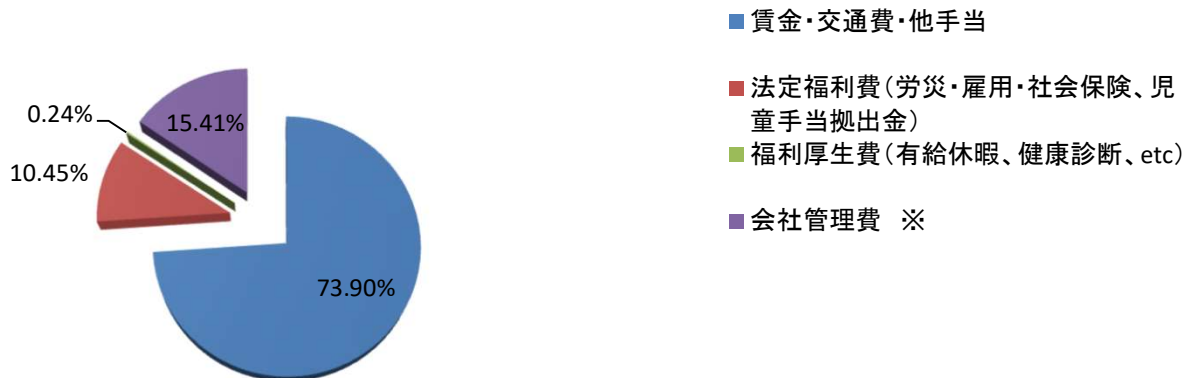 賃金・交通費・他手当
法定福利費（労災・雇用・社会保険、児
童手当拠出金）
福利厚生費（有給休暇、健康診断、etc）
会社管理費　※
0.24%
15.41%
10.45%
73.90%